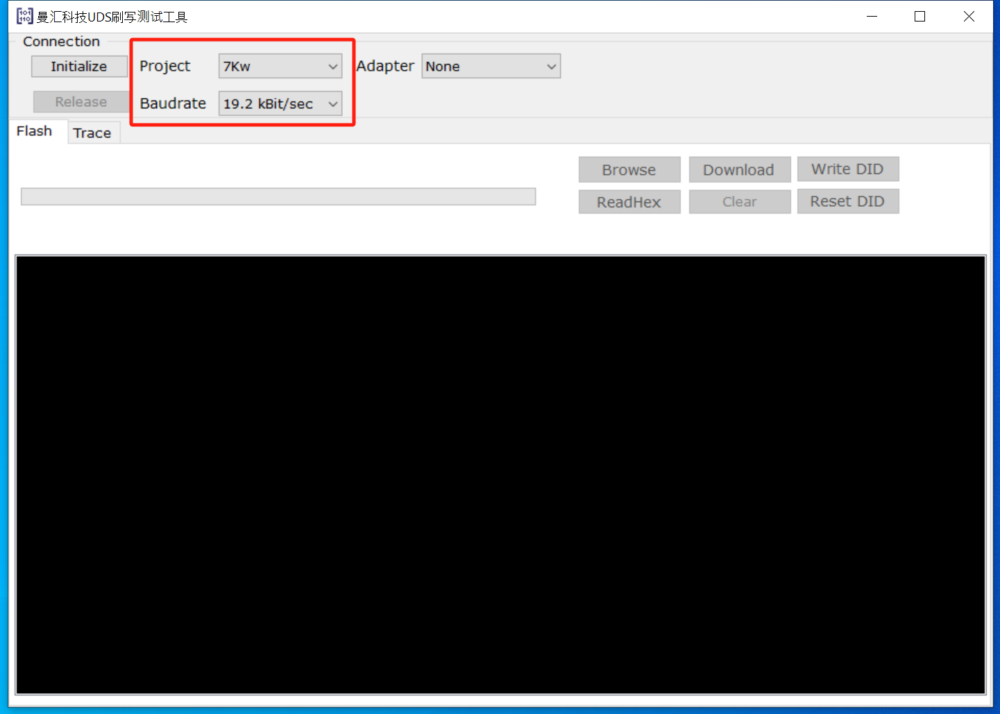 曼汇科技UDS刷写测试工具
Connection
Initialize Project 7Kw Adapter None
Release Baudrate 19.2 kBit/sec
Flash Trace
Browse Download Write DID
ReadHex Clear Reset DID